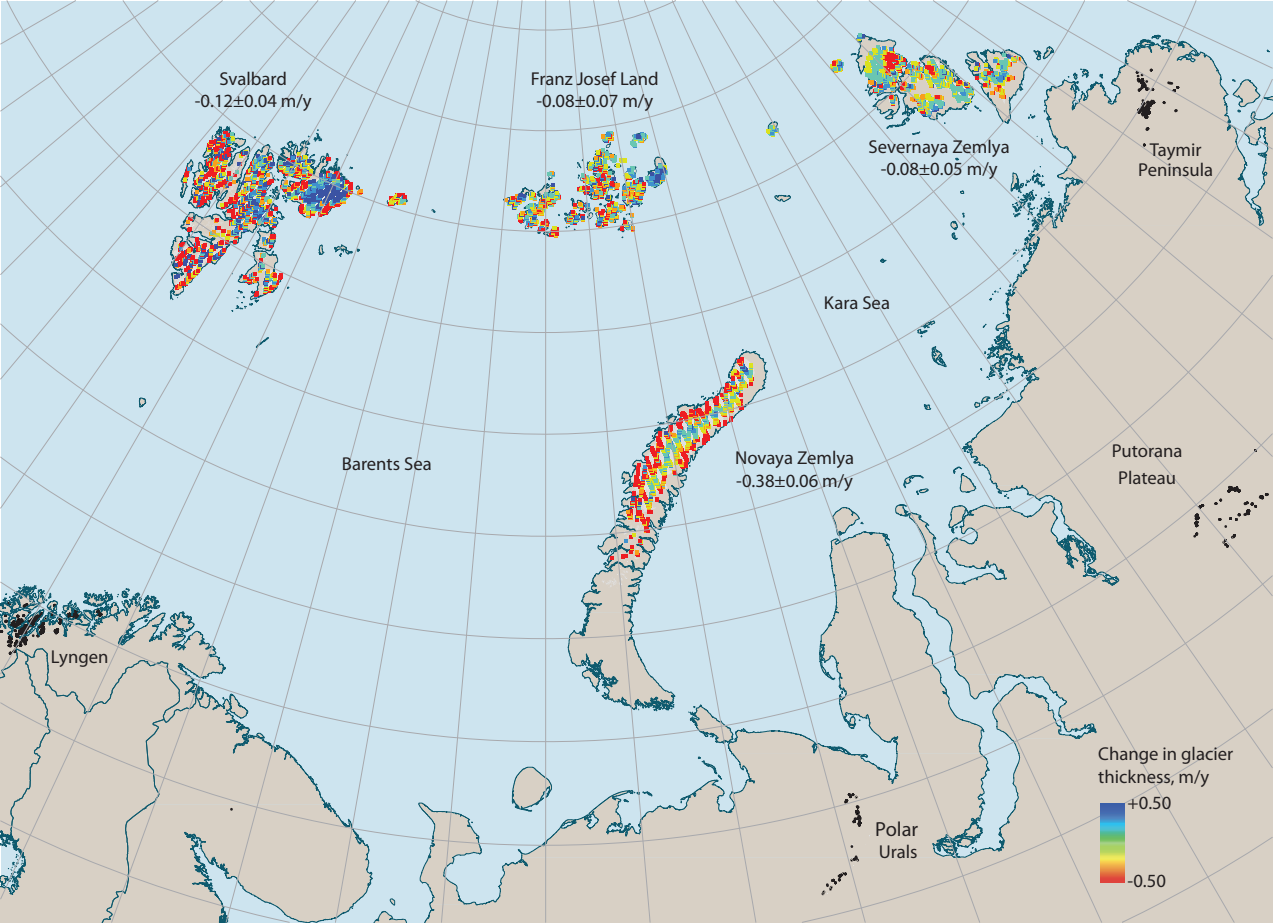 Svalbard
-0.12±0.04 m/y
Franz Josef Land
-0.08±0.07 m/y
Severnaya Zemlya
-0.08±0.05 m/y
Taymir
Peninsula
Kara Sea
Barents Sea
Novaya Zemlya
-0.38±0.06 m/y
Putorana
Plateau
Lyngen
Polar
Urals
Change in glacier
thickness, m/y
+0.50
-0.50